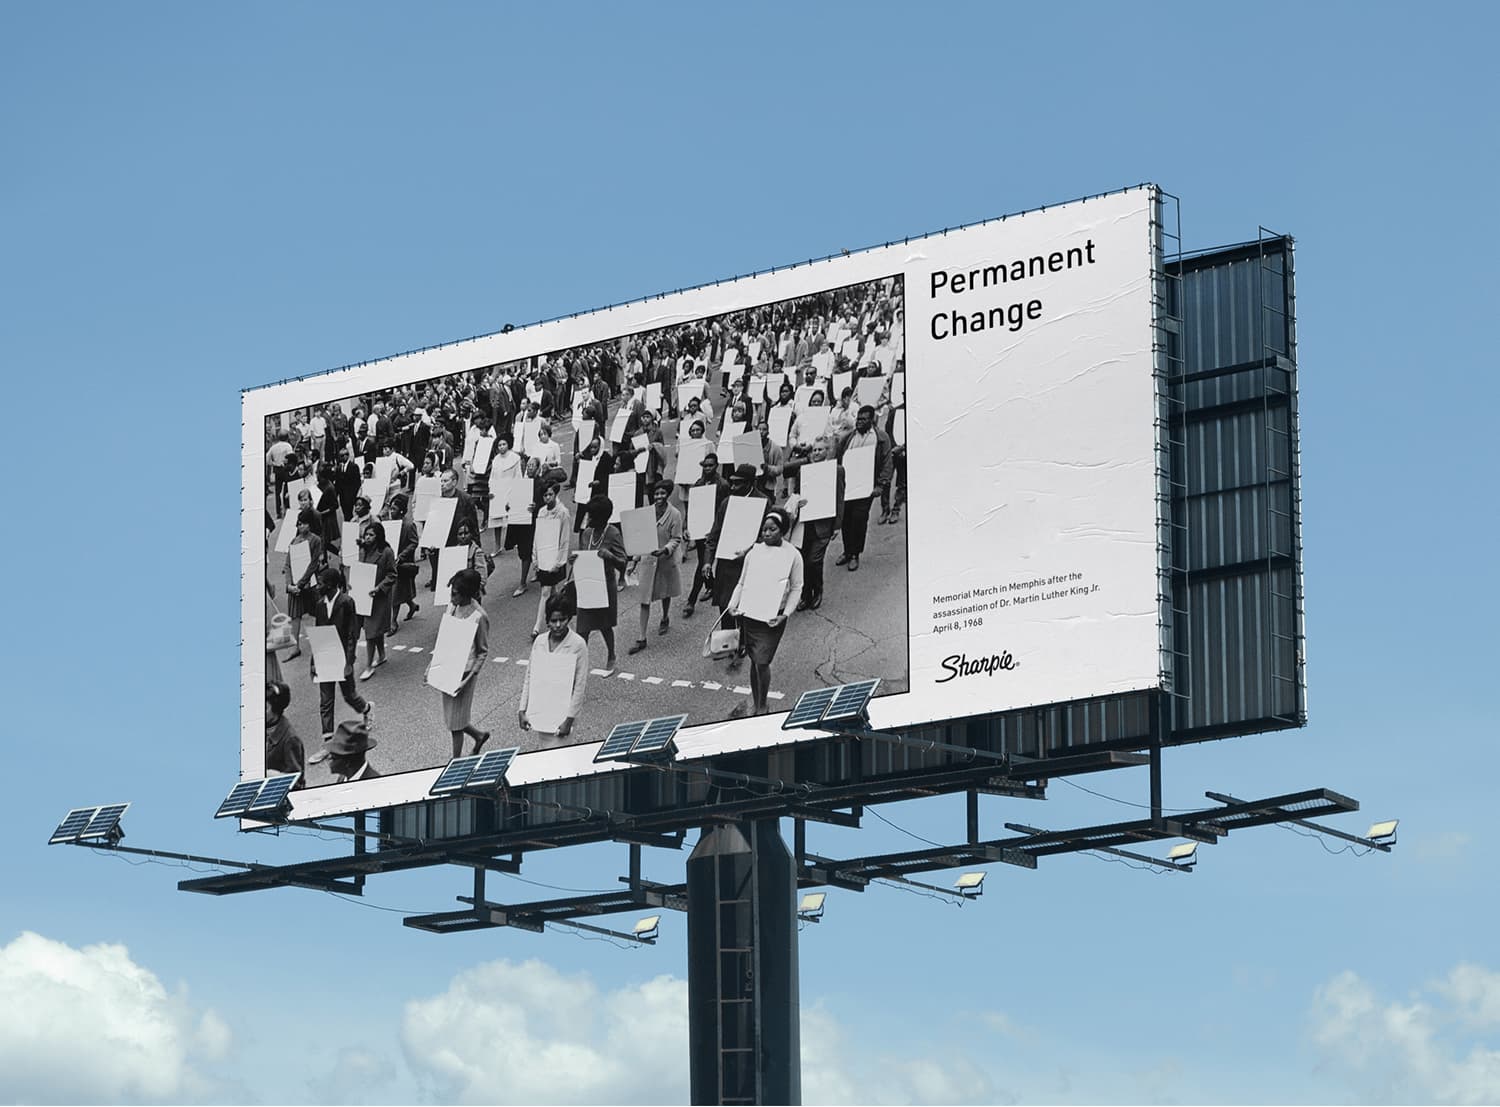 Permanent
Change
Memorial March in Memphis after the
assassination of Dr. Martin Luther King Jr.
April 8, 1968
Sharpie®